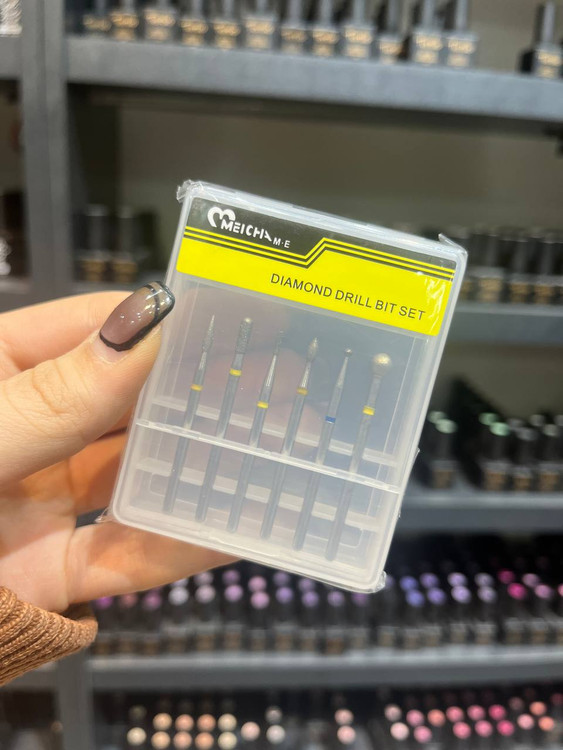 MEICHA M·E
DIAMOND DRILL BIT SET